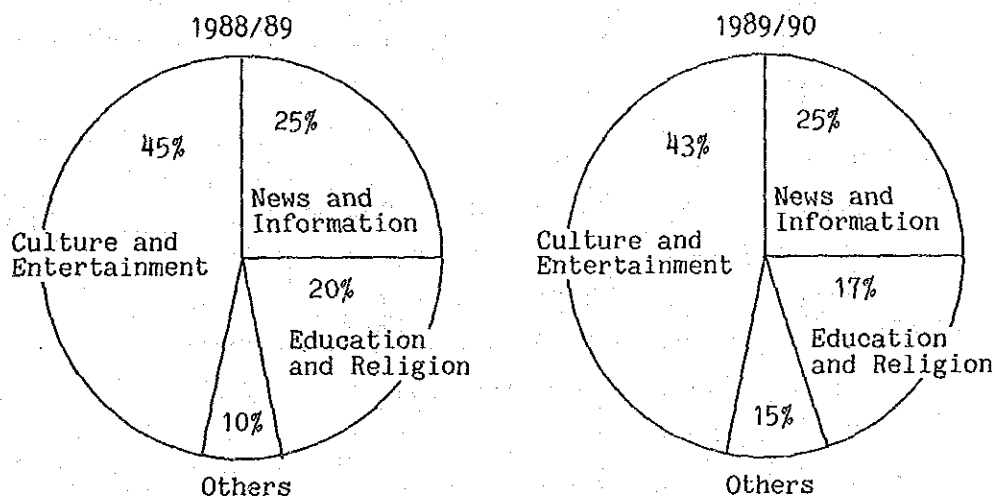 1988/89
45%
25%
News and
Information
Culture and
Entertainment
20%
Education
and Religion
10%
Others
1989/90
43%
25%
News and
Information
Culture and
Entertainment
17%
Education
and Religion
15%
Others